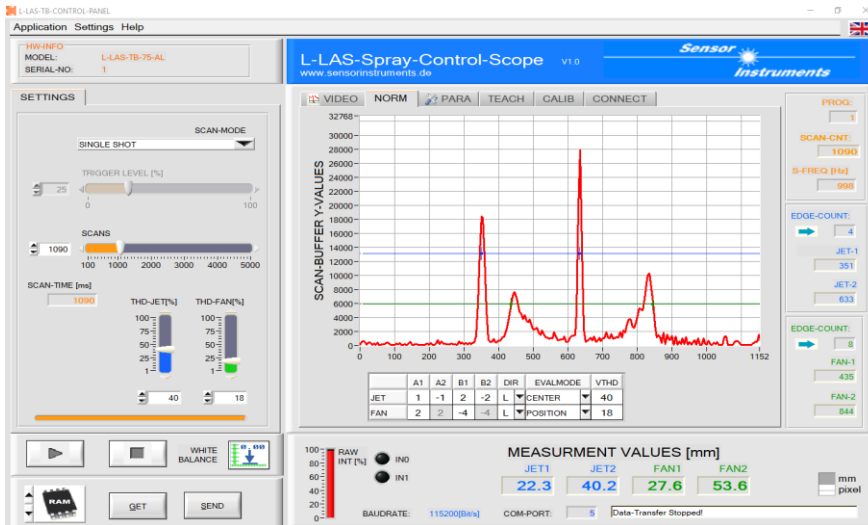 L-LAS-TB-CONTROL-PANEL
Application Settings Help
HW-INFO
MODEL: L-LAS-TB-75-AL
SERIAL-NO: 1
L-LAS-Spray-Control-Scope V1.0
www.sensorinstruments.de
Sensor
Instruments
SETTINGS
SCAN-MODE
SINGLE SHOT
TRIGGER LEVEL [%]
25
0 100
SCANS
1090
100 1000 2000 3000 4000 5000
SCAN-TIME [ms]
1090
THD-JET[%] THD-FAN[%]
100 100
75 75
50 50
25 25
1 1
40 18
VIDEO NORM PARA TEACH CALIB CONNECT
SCAN-BUFFER Y-VALUES
32768
30000
28000
26000
24000
22000
20000
18000
16000
14000
12000
10000
8000
6000
4000
2000
0
0 100 200 300 400 500 600 700 800 900 1000 1152
A1 A2 B1 B2 DIR EVALMODE VTHD
JET 1 -1 2 -2 L CENTER 40
FAN 2 2 -4 -4 L POSITION 18
PROG:
1
SCAN-CNT:
1090
S-FREQ [Hz]
998
EDGE-COUNT:
4
JET-1
351
JET-2
633
EDGE-COUNT:
8
FAN-1
435
FAN-2
844
WHITE
BALANCE
0.00
RAM
GET SEND
RAW
INT [%]
100
80
60
40
20
0
IN0
IN1
MEASURMENT VALUES [mm]
JET1 JET2 FAN1 FAN2
22.3 40.2 27.6 53.6
mm
pixel
BAUDRATE: 115200[Bit/s] COM-PORT: 5 Data-Transfer Stopped!